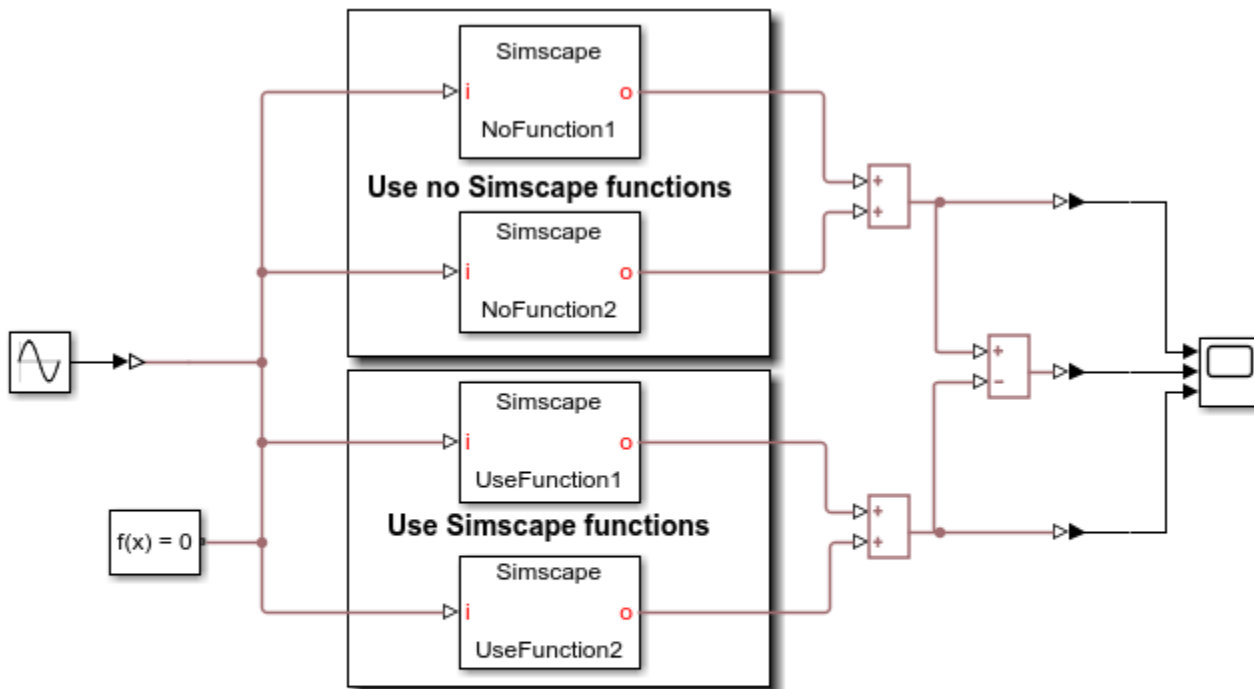 Simscape
i o
NoFunction1
Use no Simscape functions
Simscape
i o
NoFunction2
+
+
+
−
Simscape
i o
UseFunction1
Use Simscape functions
+
+
f(x) = 0
Simscape
i o
UseFunction2